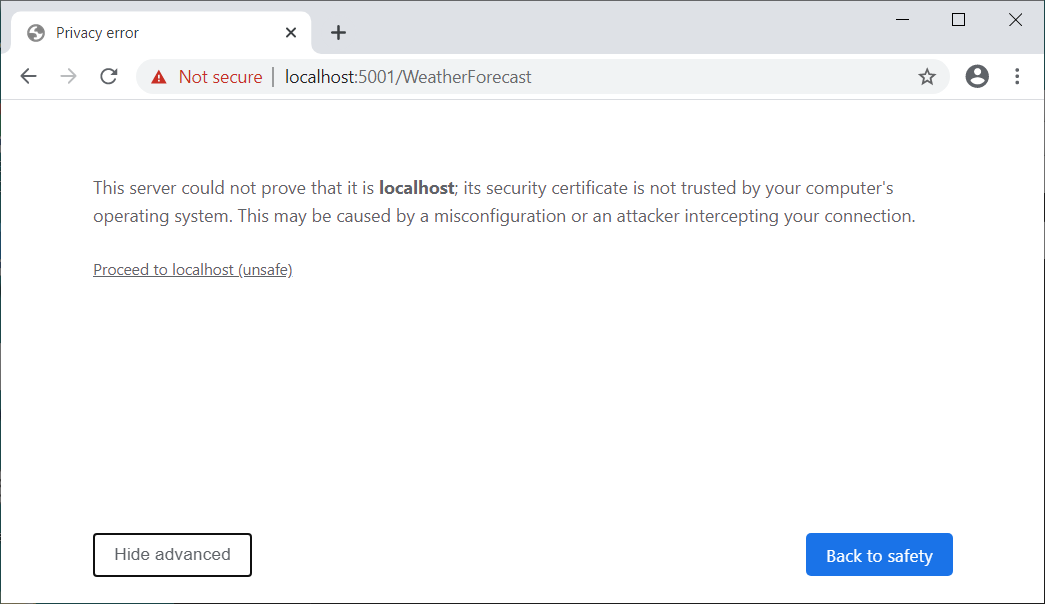 Privacy error
Not secure | localhost:5001/WeatherForecast
This server could not prove that it is localhost; its security certificate is not trusted by your computer's
operating system. This may be caused by a misconfiguration or an attacker intercepting your connection.
Proceed to localhost (unsafe)
Hide advanced
Back to safety